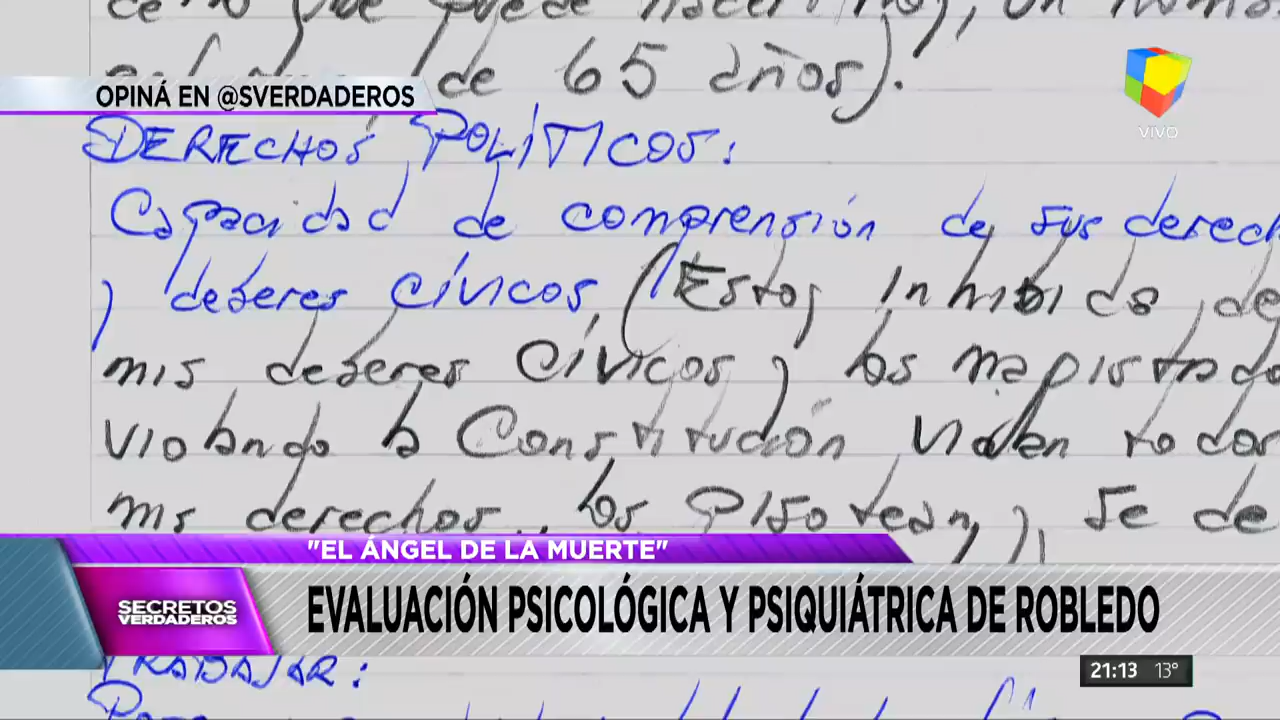 de 65 años).
OPINÁ EN @SVERDADEROS
VIVO
DERECHOS POLÍTICOS:
Capacidad de comprensión de sus derech
y deberes cívicos (Estoy inhibido de
mis deberes cívicos y los magistrado
violando la Constitución violan todos
mis derechos.. los pisotean, y se de
"EL ÁNGEL DE LA MUERTE"
SECRETOS VERDADEROS
EVALUACIÓN PSICOLÓGICA Y PSIQUIÁTRICA DE ROBLEDO
TRABAJAR:
21:13 13°